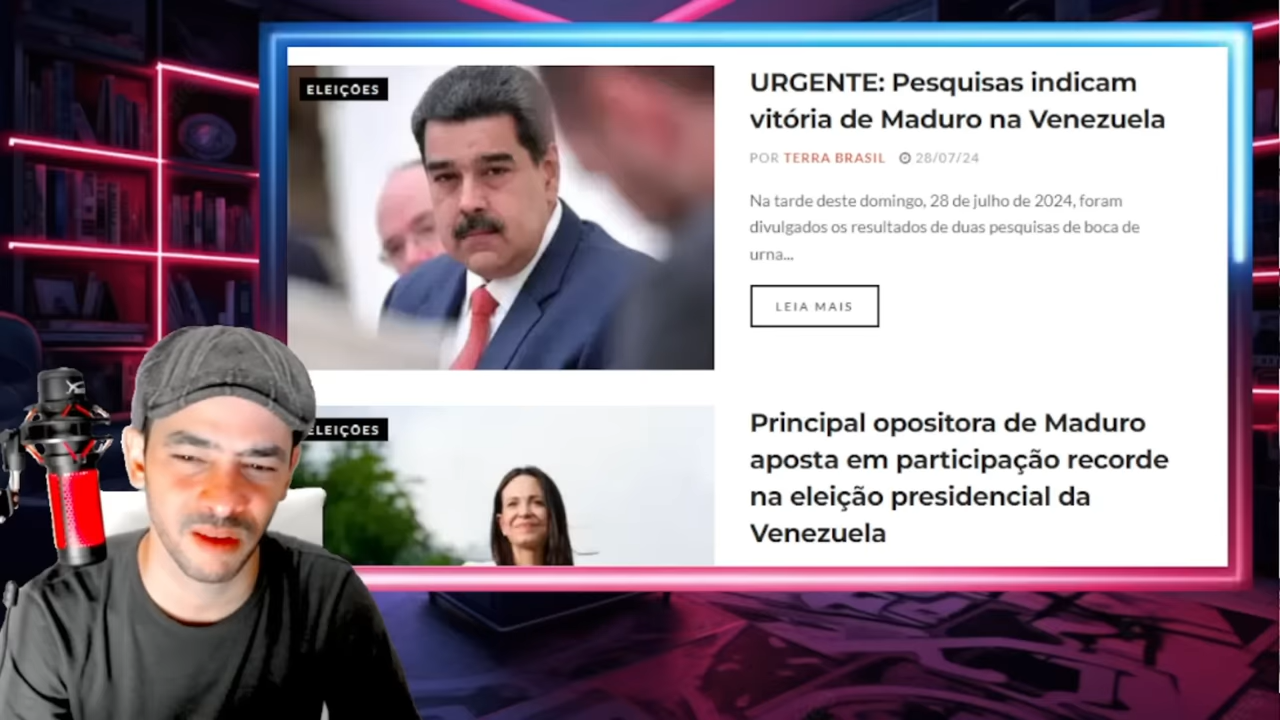 ELEIÇÕES
URGENTE: Pesquisas indicam
vitória de Maduro na Venezuela
POR TERRA BRASIL 28/07/24
Na tarde deste domingo, 28 de julho de 2024, foram
divulgados os resultados de duas pesquisas de boca de
urna...
LEIA MAIS
ELEIÇÕES
Principal opositora de Maduro
aposta em participação recorde
na eleição presidencial da
Venezuela